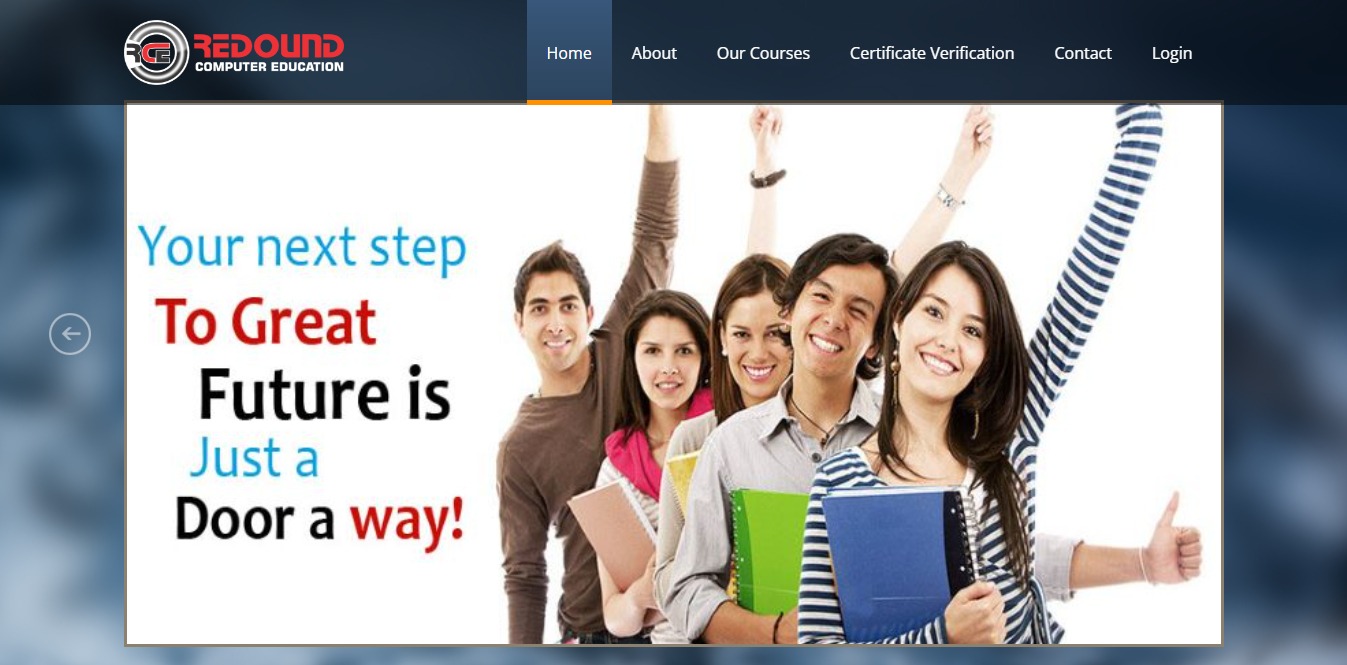 RCE
REDOUND
COMPUTER EDUCATION
Home
About
Our Courses
Certificate Verification
Contact
Login
Your next step
To Great
Future is
Just a
Door a way!